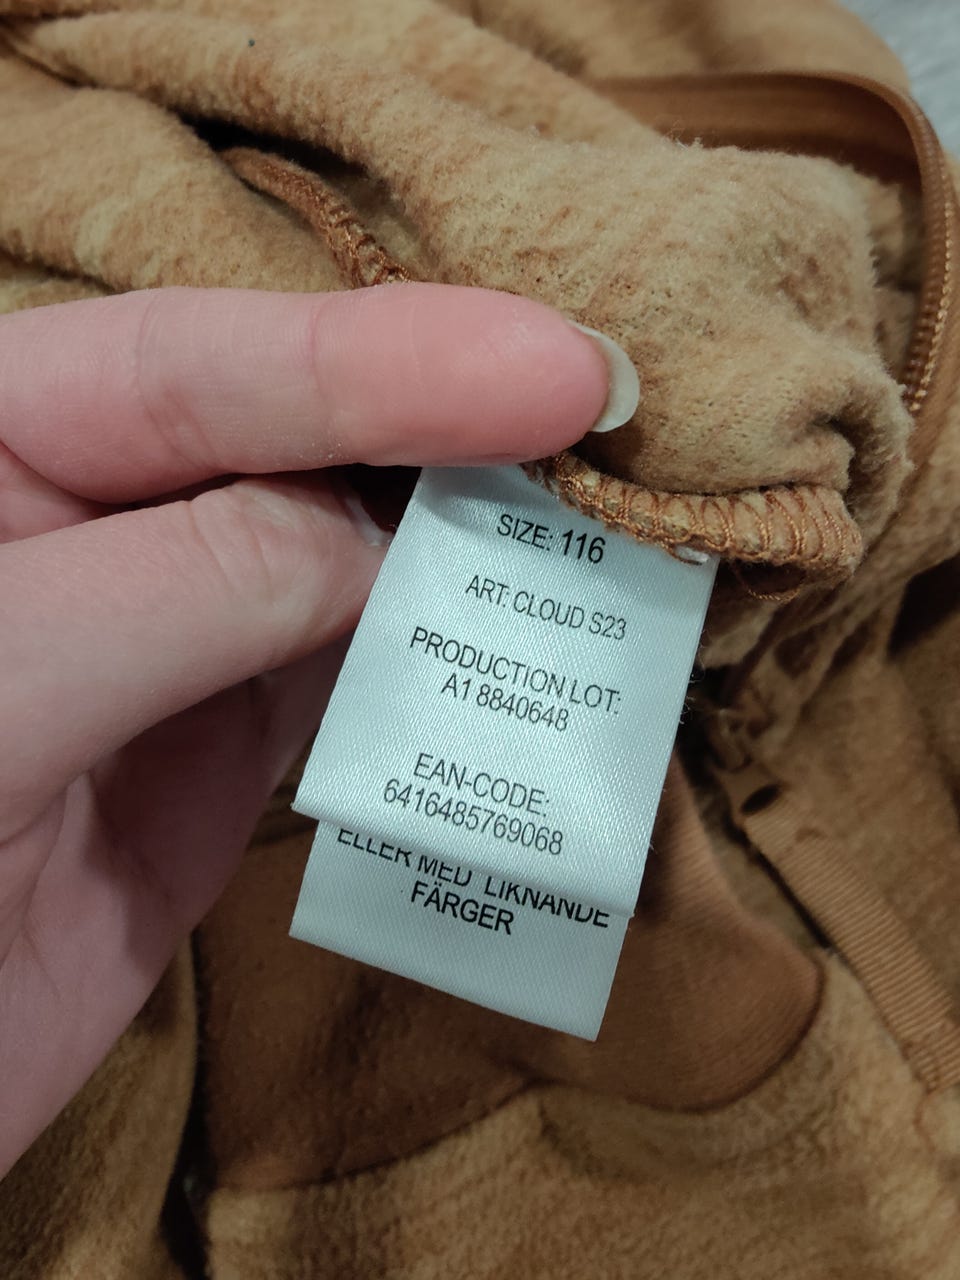 SIZE: 116
ART: CLOUD S23
PRODUCTION LOT:
A1 8840648
EAN-CODE:
6416485769068
ELLER MED LIKNANDE
FÄRGER